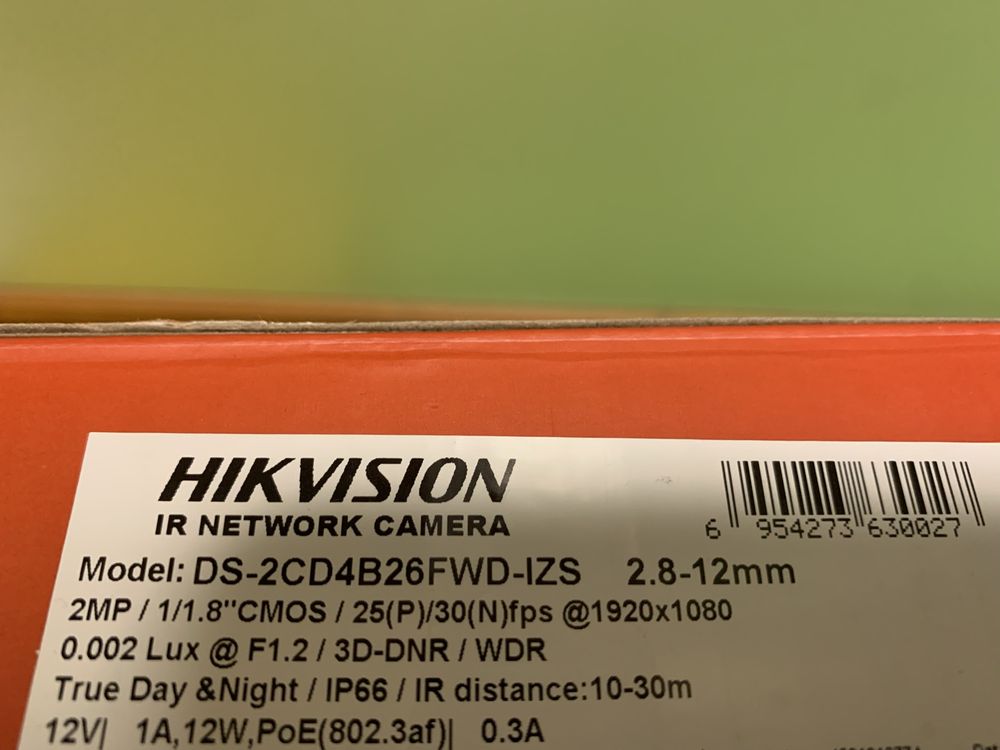 HIKVISION
IR NETWORK CAMERA
6 954273 630027
Model: DS-2CD4B26FWD-IZS 2.8-12mm
2MP / 1/1.8"CMOS / 25(P)/30(N)fps @1920x1080
0.002 Lux @ F1.2 / 3D-DNR / WDR
True Day &Night / IP66 / IR distance:10-30m
12V| 1A,12W,PoE(802.3af)| 0.3A